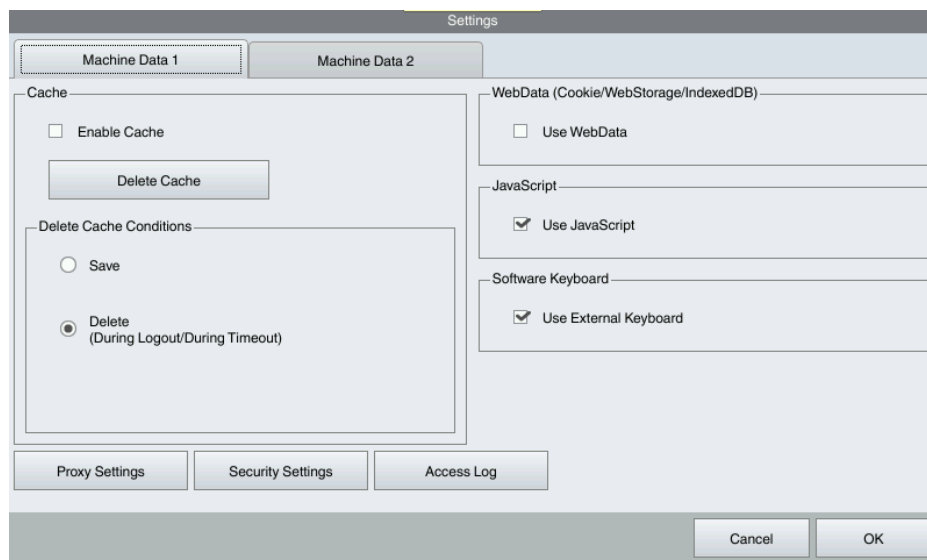 Settings
Machine Data 1
Machine Data 2
Cache
Enable Cache
Delete Cache
Delete Cache Conditions
Save
Delete
(During Logout/During Timeout)
WebData (Cookie/WebStorage/IndexedDB)
Use WebData
JavaScript
Use JavaScript
Software Keyboard
Use External Keyboard
Proxy Settings
Security Settings
Access Log
Cancel
OK